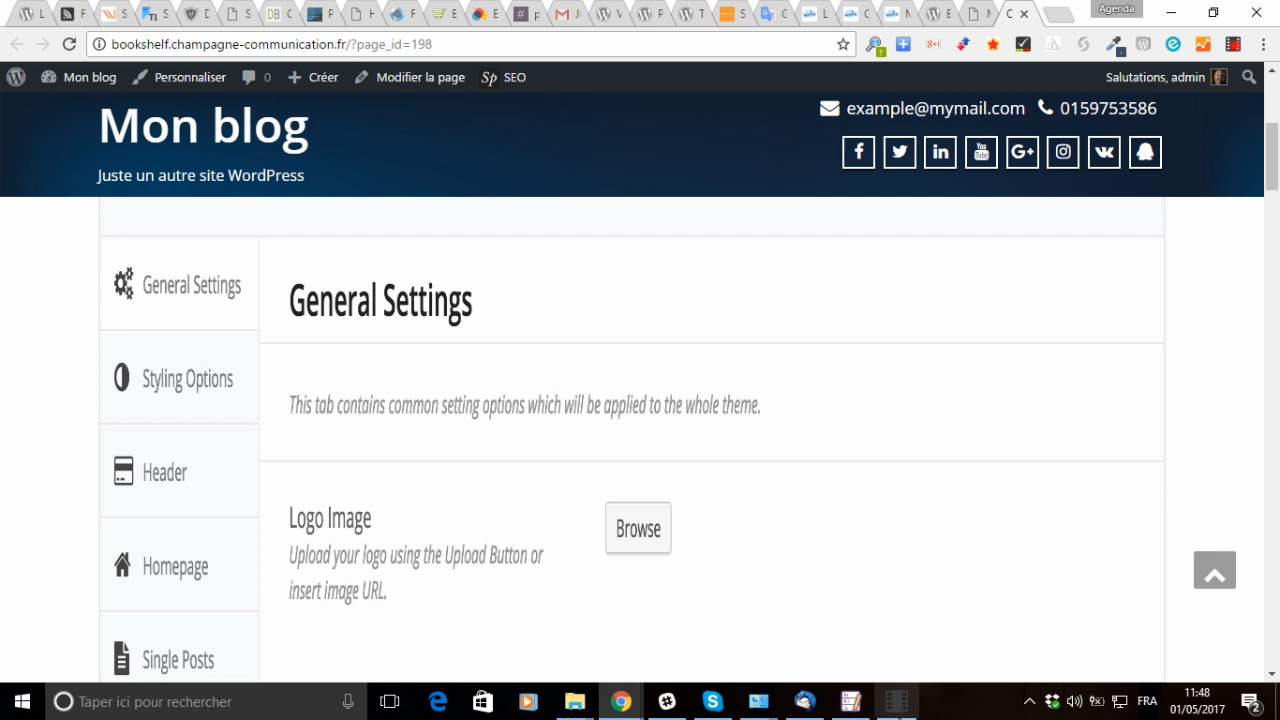 Agenda
bookshelf.champagne-communication.fr/?page_id=198
Mon blog
Personnaliser
0
Créer
Modifier la page
SEO
Salutations, admin
Mon blog
Juste un autre site WordPress
example@mymail.com
0159753586
General Settings
Styling Options
Header
Homepage
Single Posts
General Settings
This tab contains common setting options which will be applied to the whole theme.
Logo Image
Upload your logo using the Upload Button or
insert image URL.
Browse
Taper ici pour rechercher
FRA
11:48
01/05/2017